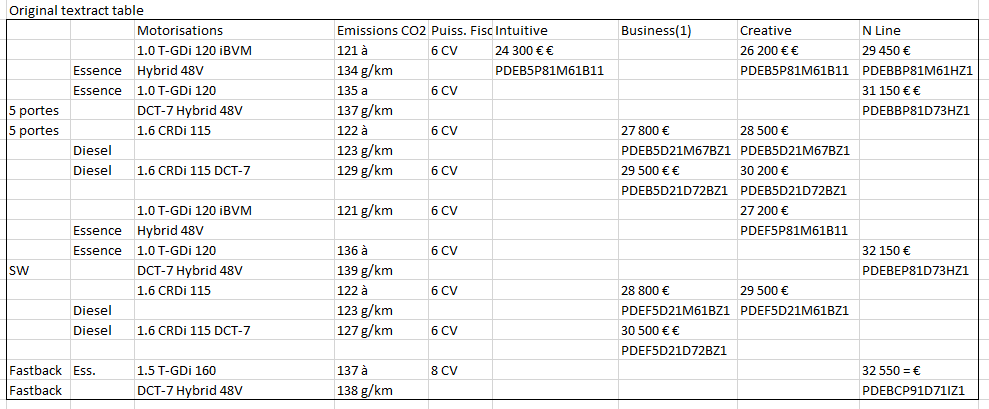 Original textract table
Motorisations Emissions CO2 Puiss. Fisc Intuitive Business(1) Creative N Line
1.0 T-GDi 120 iBVM 121 à 6 CV 24 300 € € 26 200 € € 29 450 €
Essence Hybrid 48V 134 g/km PDEB5P81M61B11 PDEB5P81M61B11 PDEBBP81M61HZ1
Essence 1.0 T-GDi 120 135 a 6 CV 31 150 € €
5 portes DCT-7 Hybrid 48V 137 g/km PDEBBP81D73HZ1
5 portes 1.6 CRDi 115 122 à 6 CV 27 800 € 28 500 €
Diesel 123 g/km PDEB5D21M67BZ1 PDEB5D21M67BZ1
Diesel 1.6 CRDi 115 DCT-7 129 g/km 6 CV 29 500 € € 30 200 €
PDEB5D21D72BZ1 PDEB5D21D72BZ1
1.0 T-GDi 120 iBVM 121 g/km 6 CV 27 200 €
Essence Hybrid 48V PDEF5P81M61B11
Essence 1.0 T-GDi 120 136 à 6 CV 32 150 €
SW DCT-7 Hybrid 48V 139 g/km PDEBEP81D73HZ1
1.6 CRDi 115 122 à 6 CV 28 800 € 29 500 €
Diesel 123 g/km PDEF5D21M61BZ1 PDEF5D21M61BZ1
Diesel 1.6 CRDi 115 DCT-7 127 g/km 6 CV 30 500 € €
PDEF5D21D72BZ1
Fastback Ess. 1.5 T-GDi 160 137 à 8 CV 32 550 = €
Fastback DCT-7 Hybrid 48V 138 g/km PDEBCP91D71IZ1